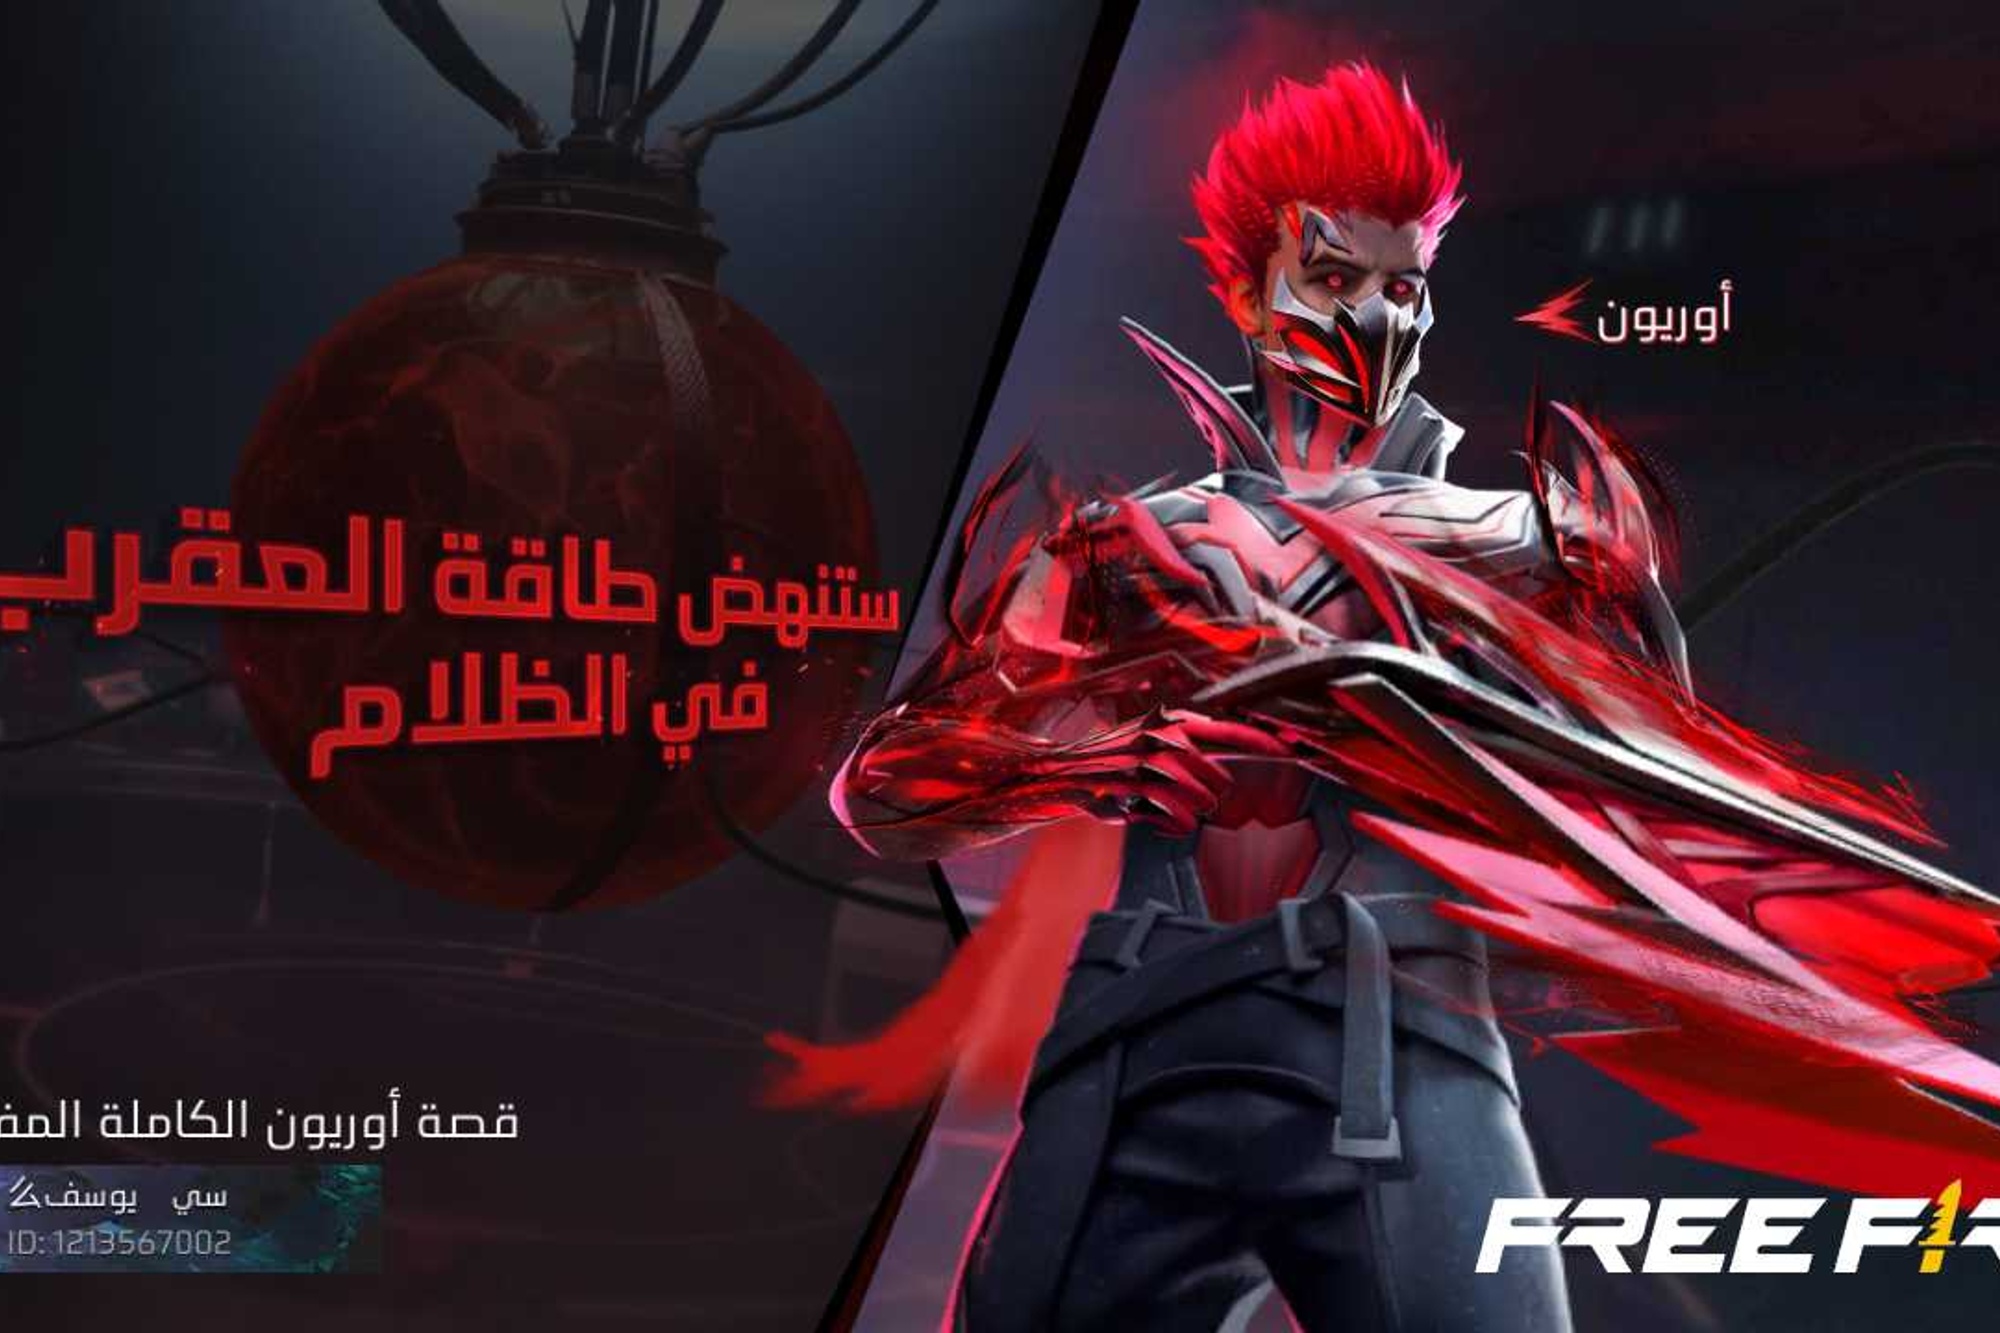 أوريون
ستنهض طاقة العقرب
في الظلام
قصة أوريون الكاملة
سي يوسف
ID:1213567002
FREE